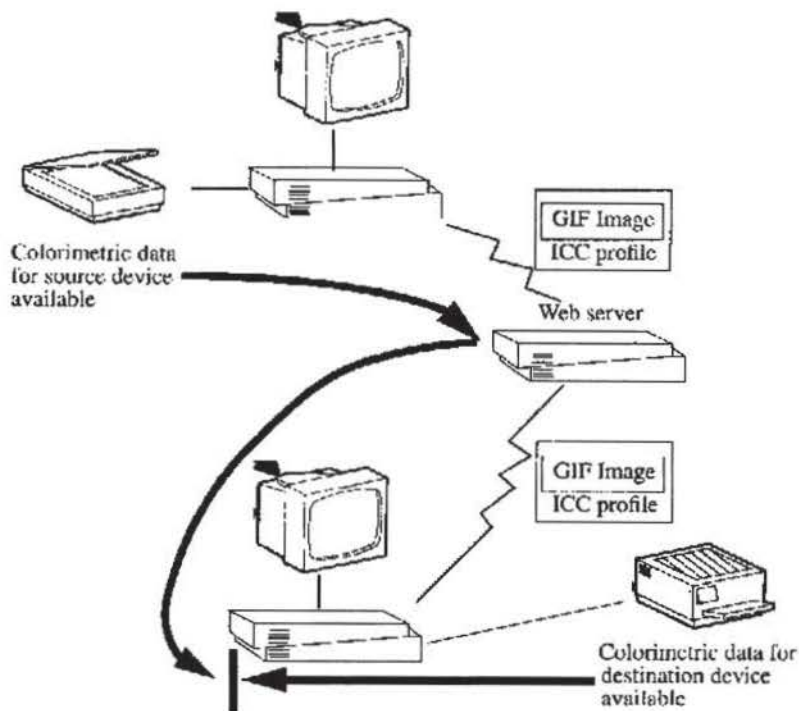 GIF Image
ICC profile
Colorimetric data
for source device
available
Web server
GIF Image
ICC profile
Colorimetric data for
destination device
available